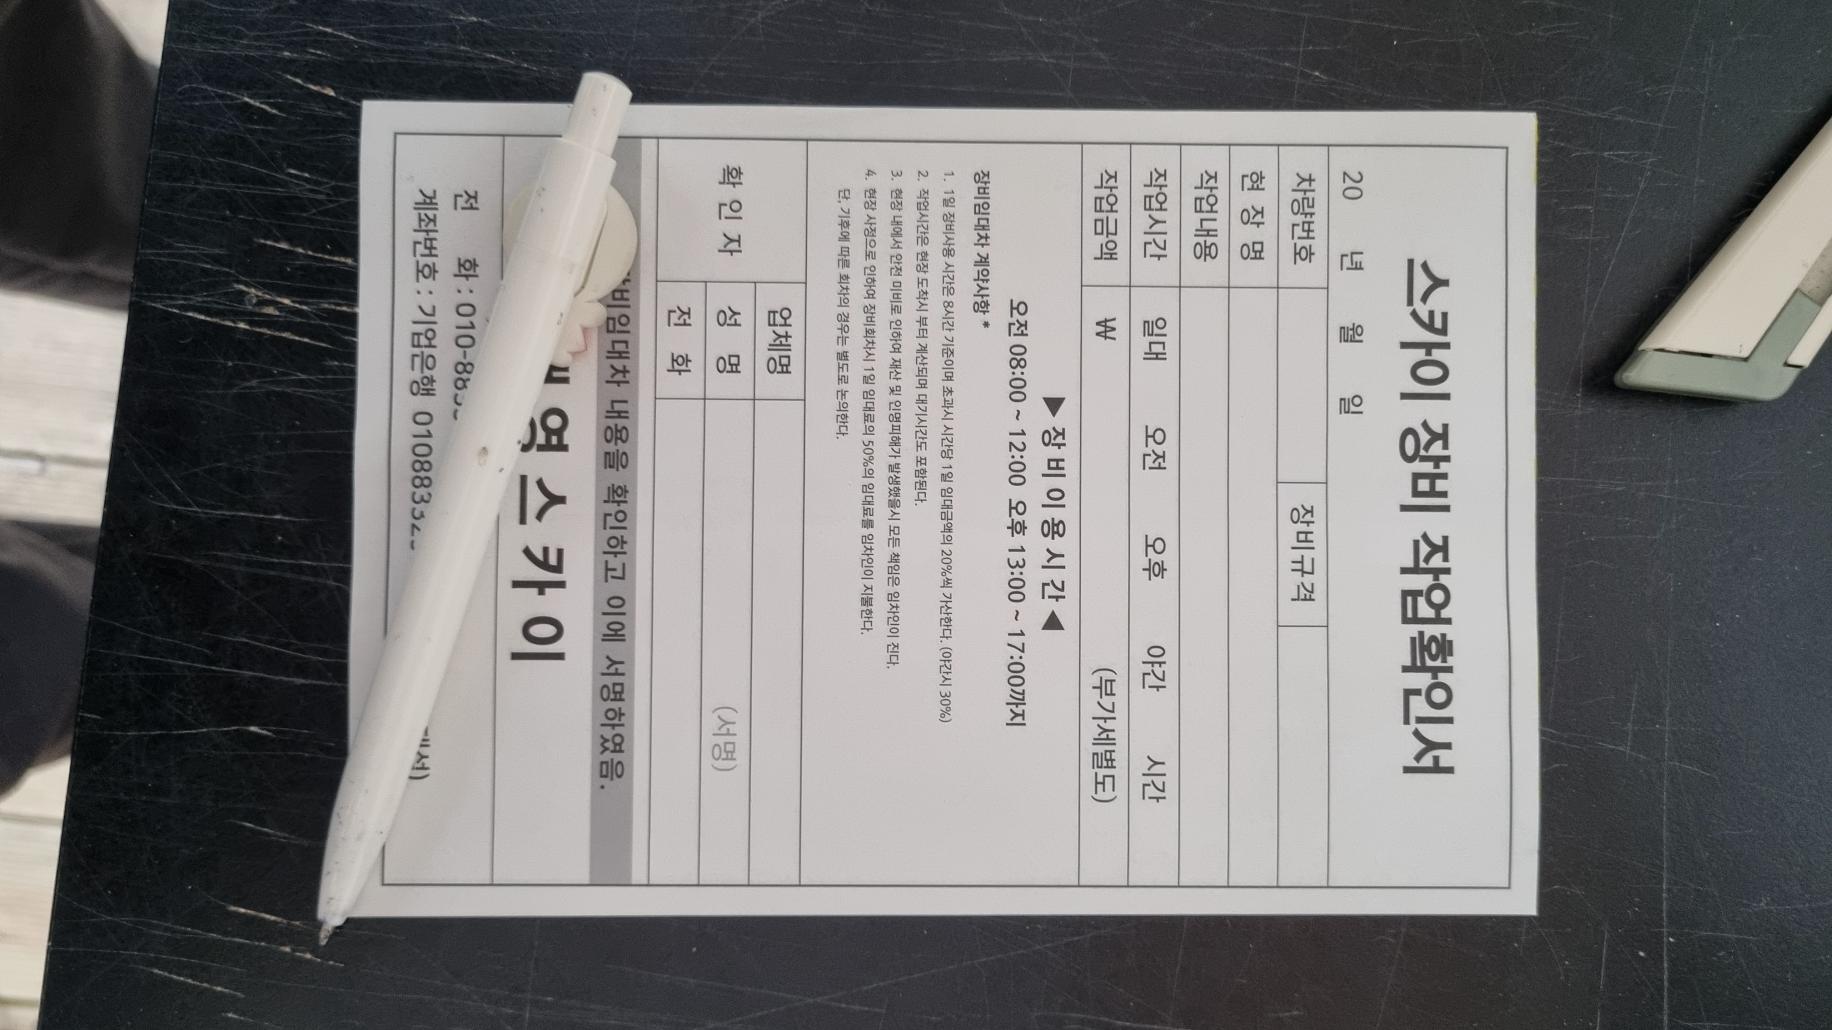 스카이 장비 작업확인서
20 년 월 일
차량번호 장비규격
현 장 명
작업내용
작업시간 일대 오전 오후 야간 시간
작업금액 ₩ (부가세별도)
▶장 비 이 용 시 간◀
오전 08:00 ~ 12:00 오후 13:00 ~ 17:00까지
장비임대차 계약사항 *
1. 1일 장비사용 시간은 8시간 기준이며 초과시 시간당 1일 임대금액의 20%씩 가산한다. (야간시 30%)
2. 작업시간은 현장 도착시 부터 계산되며 대기시간도 포함된다.
3. 현장 내에서 안전 미비로 인하여 재산 및 인명피해가 발생했을시 모든 책임은 임차인이 진다.
4. 현장 사정으로 인하여 장비회차시 1일 임대료의 50%의 임대료를 임차인이 지불한다.
단, 기후에 따른 회차의 경우는 별도로 논의한다.
확 인 자
업체명
성 명 (서명)
전 화
내용을 확인하고 이에 서명하였음.
스 카 이
전 화 : 010-
계좌번호 : 기업은행